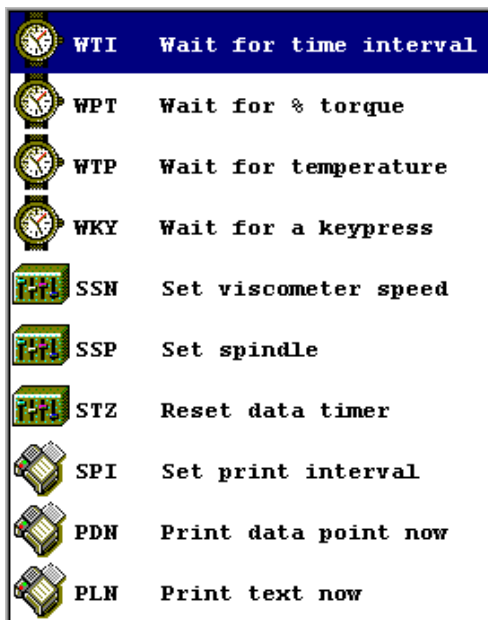 WTI Wait for time interval
WPT Wait for % torque
WTP Wait for temperature
WKY Wait for a keypress
SSN Set viscometer speed
SSP Set spindle
STZ Reset data timer
SPI Set print interval
PDN Print data point now
PLN Print text now